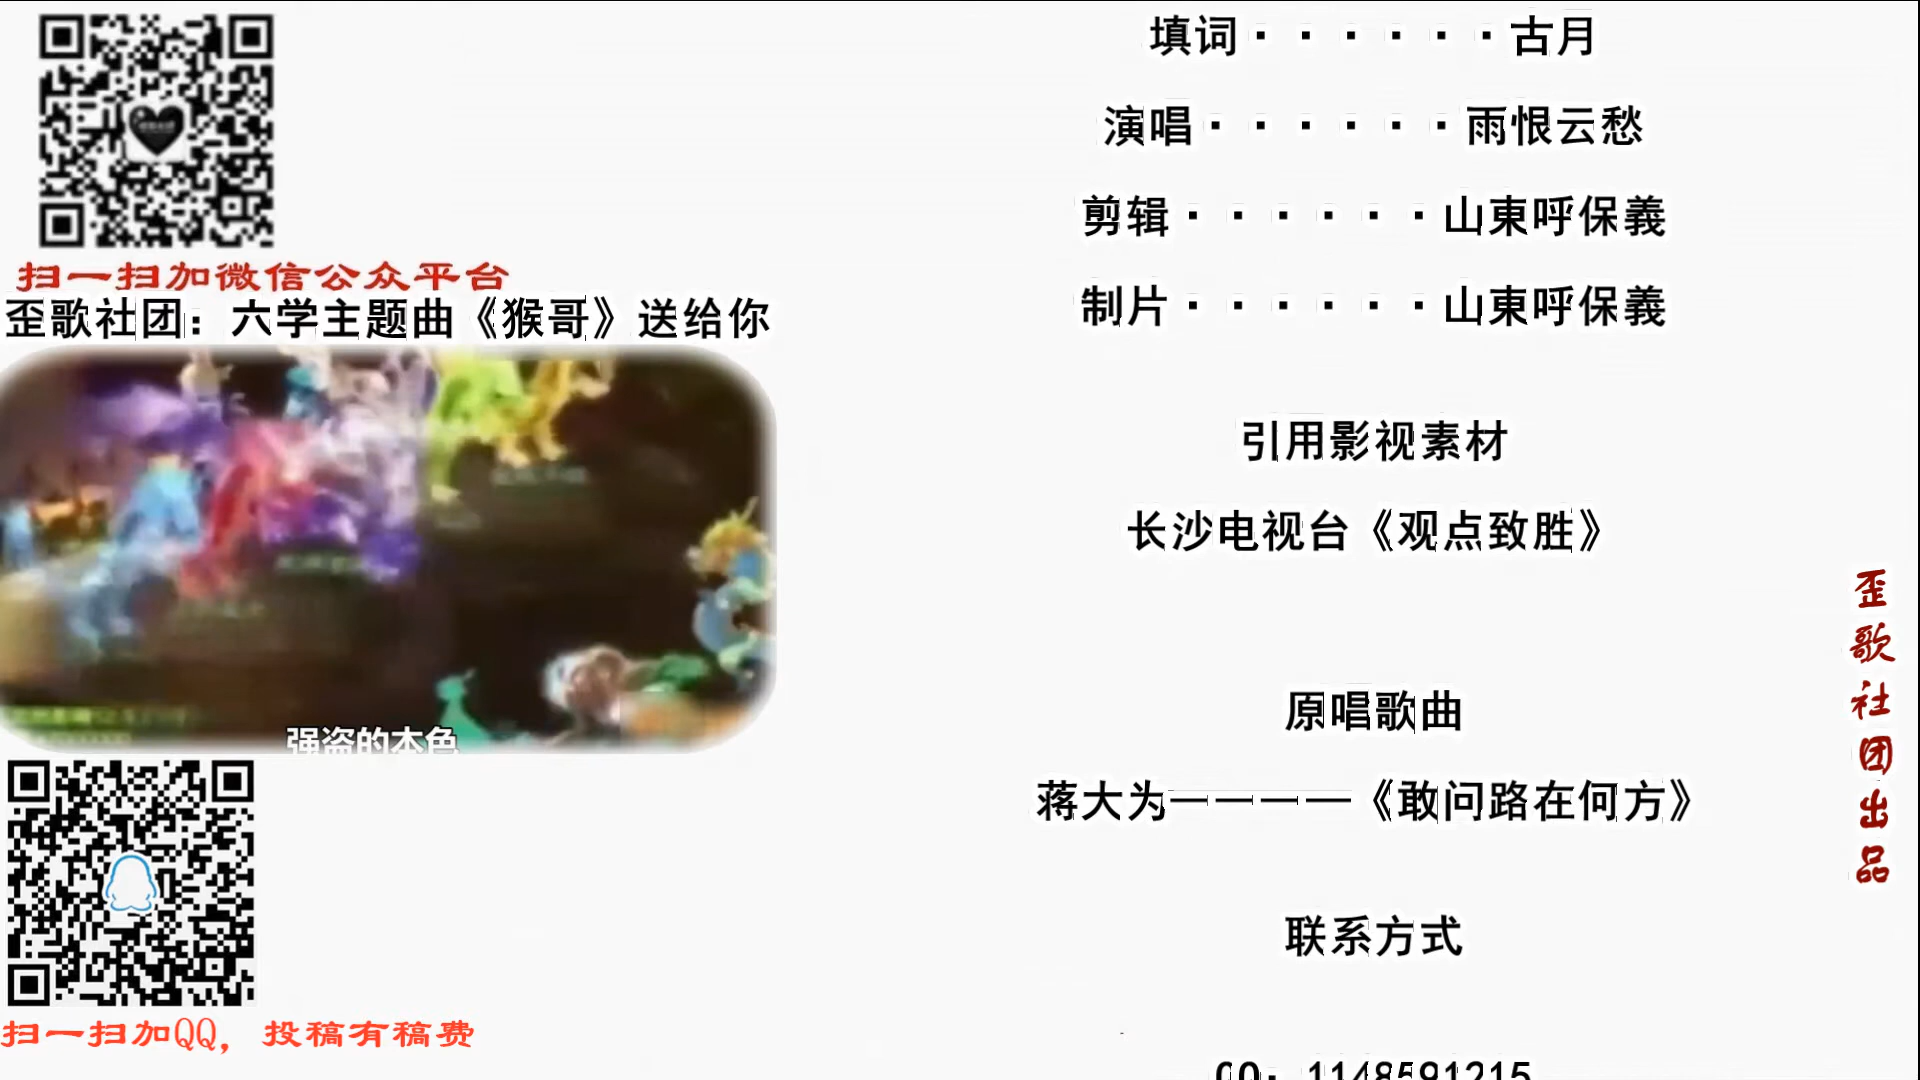 扫一扫加微信公众平台
歪歌社团：六学主题曲《猴哥》送给你
强盗的本色
扫一扫加QQ，投稿有稿费
填词······古月
演唱······雨恨云愁
剪辑······山東呼保義
制片······山東呼保義
引用影视素材
长沙电视台《观点致胜》
原唱歌曲
蒋大为————《敢问路在何方》
联系方式
QQ：1148591215
歪歌社团出品